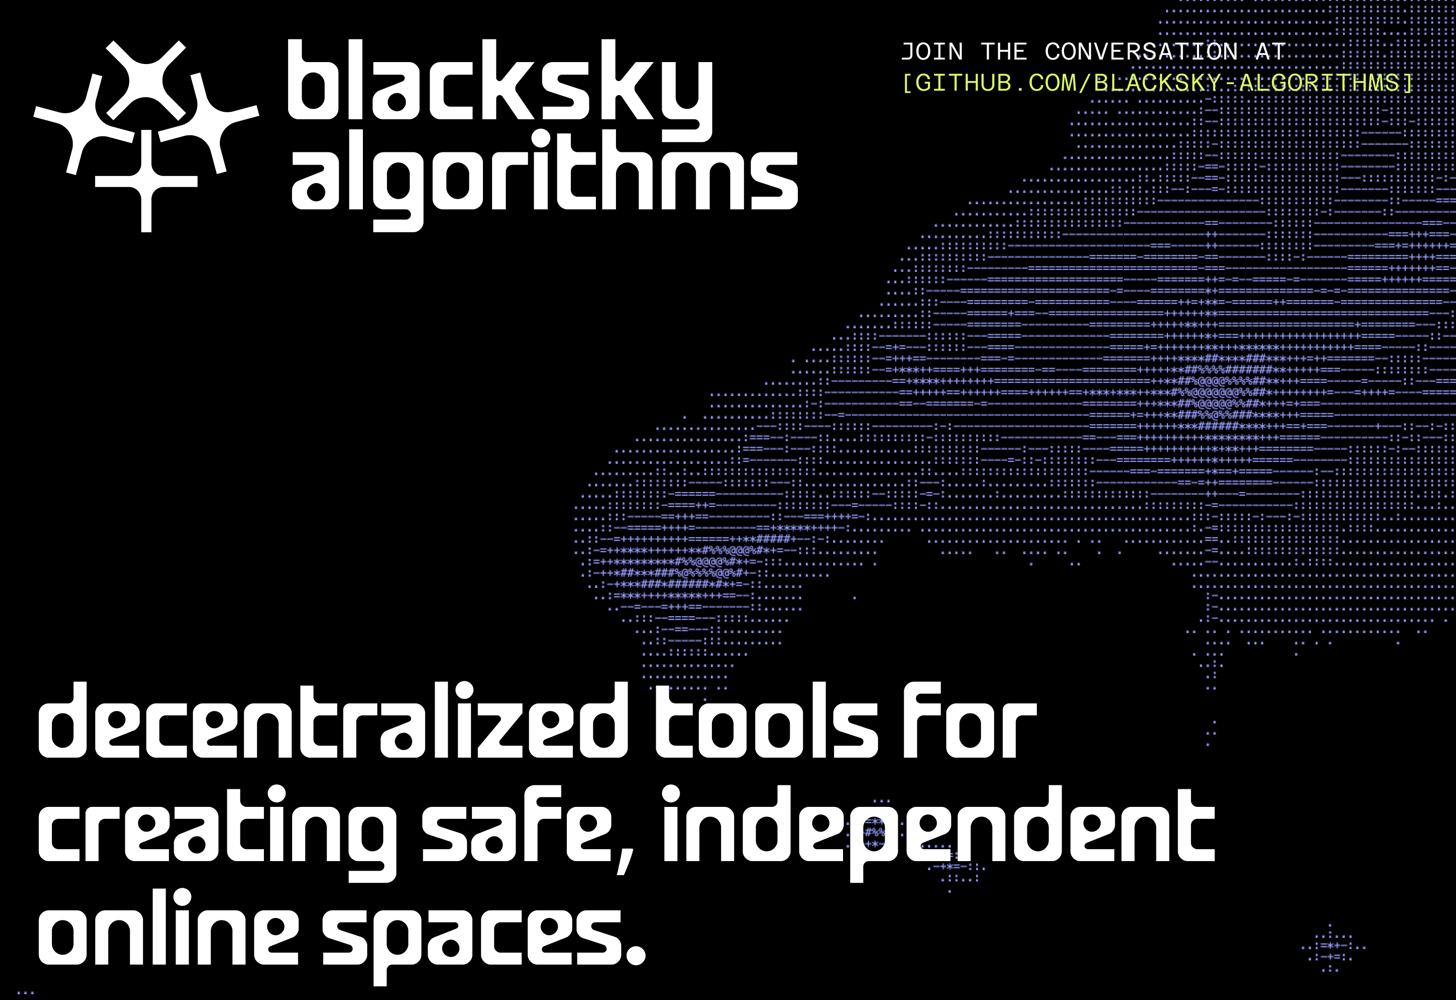 blacksky
algorithms
JOIN THE CONVERSATION AT
[GITHUB.COM/BLACKSKY-ALGORITHMS]
decentralized tools for
creating safe, independent
online spaces.